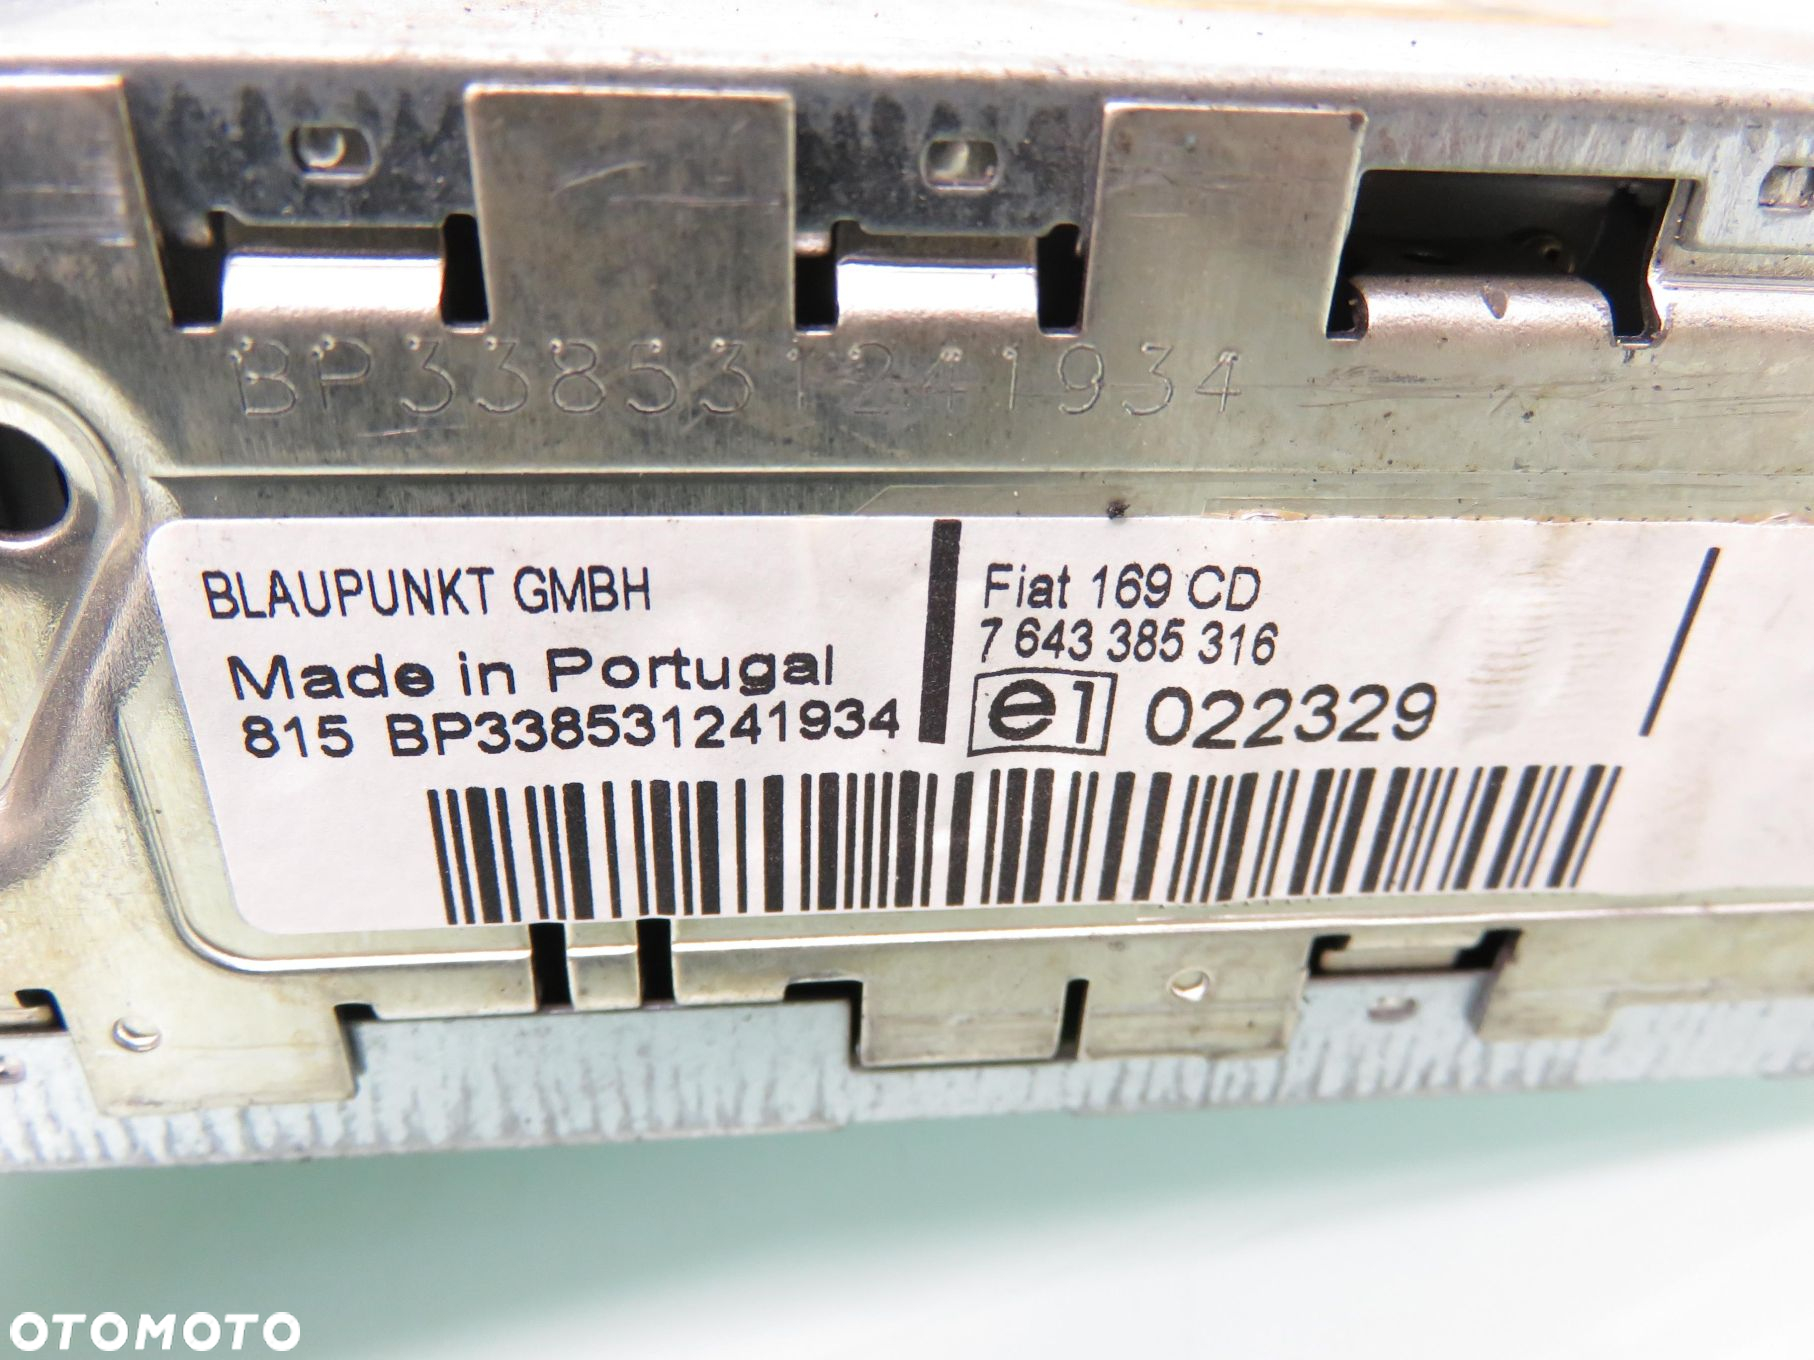 BP338531241934
BLAUPUNKT GMBH
Made in Portugal
815 BP338531241934
Fiat 169 CD
7 643 385 316
e1 022329
OTOMOTO